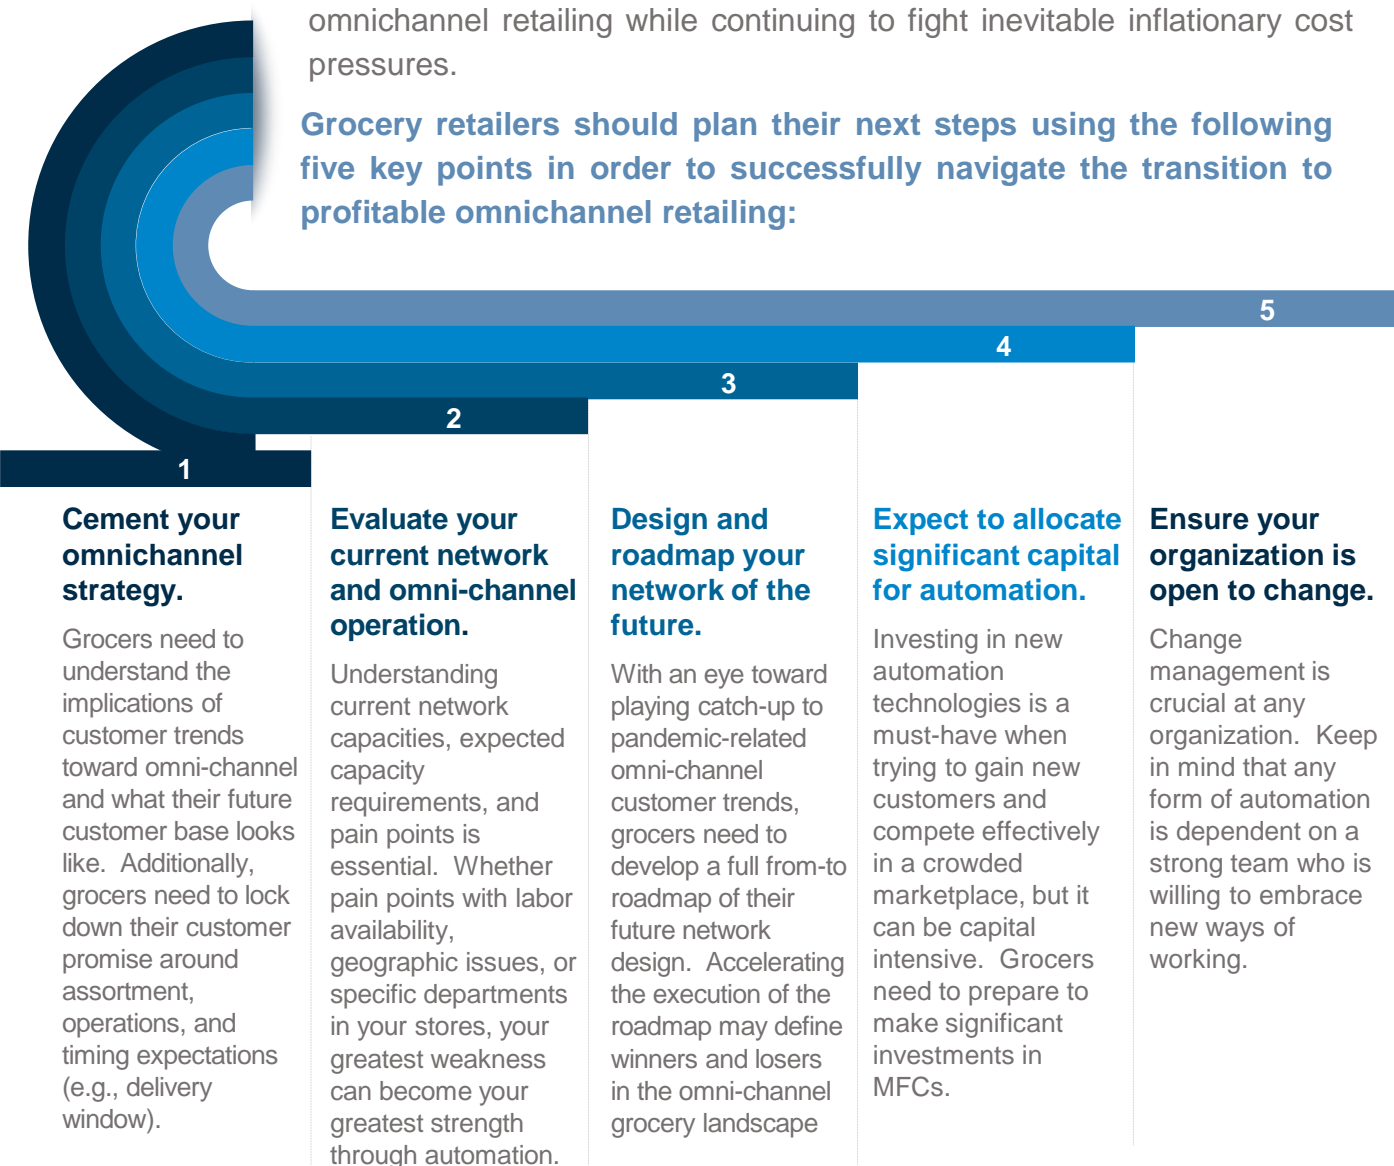 omnichannel retailing while continuing to fight inevitable inflationary cost
pressures.
Grocery retailers should plan their next steps using the following
five key points in order to successfully navigate the transition to
profitable omnichannel retailing:
5
4
3
2
1
Cement your
omnichannel
strategy.
Grocers need to
understand the
implications of
customer trends
toward omni-channel
and what their future
customer base looks
like.  Additionally,
grocers need to lock
down their customer
promise around
assortment,
operations, and
timing expectations
(e.g., delivery
window).
Evaluate your
current network
and omni-channel
operation.
Understanding
current network
capacities, expected
capacity
requirements, and
pain points is
essential.  Whether
pain points with labor
availability,
geographic issues, or
specific departments
in your stores, your
greatest weakness
can become your
greatest strength
through automation.
Design and
roadmap your
network of the
future.
With an eye toward
playing catch-up to
pandemic-related
omni-channel
customer trends,
grocers need to
develop a full from-to
roadmap of their
future network
design.  Accelerating
the execution of the
roadmap may define
winners and losers
in the omni-channel
grocery landscape
Expect to allocate
significant capital
for automation.
Investing in new
automation
technologies is a
must-have when
trying to gain new
customers and
compete effectively
in a crowded
marketplace, but it
can be capital
intensive.  Grocers
need to prepare to
make significant
investments in
MFCs.
Ensure your
organization is
open to change.
Change
management is
crucial at any
organization.  Keep
in mind that any
form of automation
is dependent on a
strong team who is
willing to embrace
new ways of
working.